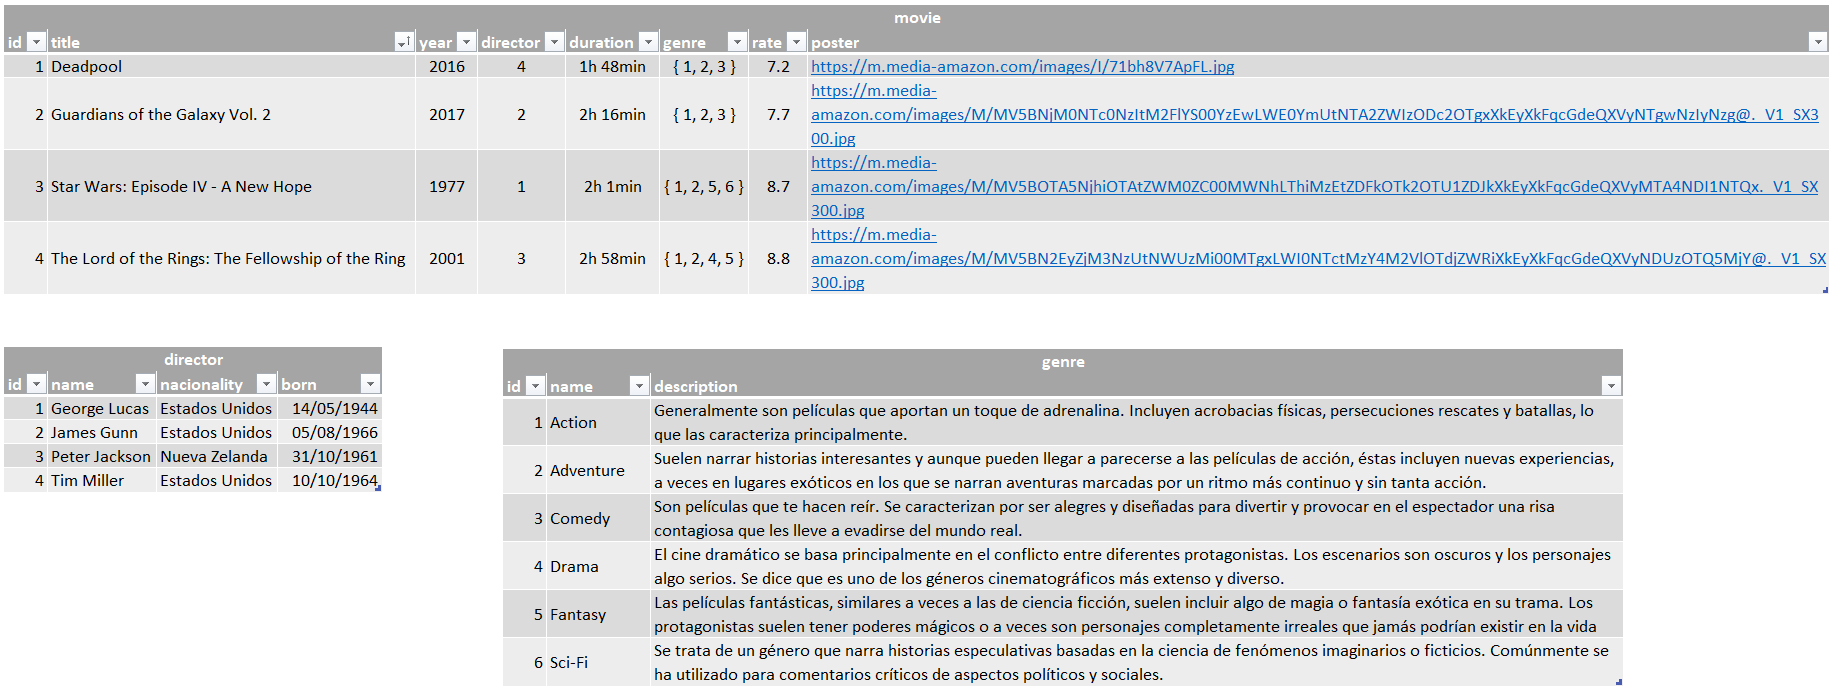 movie
id title year director duration genre rate poster
1 Deadpool 2016 4 1h 48min { 1, 2, 3 } 7.2 https://m.media-amazon.com/images/I/71bh8V7ApFL.jpg
https://m.media-
2 Guardians of the Galaxy Vol. 2 2017 2 2h 16min { 1, 2, 3 } 7.7 amazon.com/images/M/MV5BNjM0NTc0NzItM2FlYS00YzEwLWE0YmUtNTA2ZWIzODc2OTgxXkEyXkFqcGdeQXVyNTgwNzIyNzg@._V1_SX3
00.jpg
https://m.media-
3 Star Wars: Episode IV - A New Hope 1977 1 2h 1min { 1, 2, 5, 6 } 8.7 amazon.com/images/M/MV5BOTA5NjhiOTAtZWM0ZC00MWNhLThiMzEtZDFkOTk2OTU1ZDJkXkEyXkFqcGdeQXVyMTA4NDI1NTQx._V1_SX
300.jpg
https://m.media-
4 The Lord of the Rings: The Fellowship of the Ring 2001 3 2h 58min { 1, 2, 4, 5 } 8.8 amazon.com/images/M/MV5BN2EyZjM3NzUtNWUzMi00MTgxLWI0NTctMzY4M2VlOTdjZWRiXkEyXkFqcGdeQXVyNDUzOTQ5MjY@._V1_SX
300.jpg
director
id name nacionality born
1 George Lucas Estados Unidos 14/05/1944
2 James Gunn Estados Unidos 05/08/1966
3 Peter Jackson Nueva Zelanda 31/10/1961
4 Tim Miller Estados Unidos 10/10/1964
genre
id name description
1 Action Generalmente son películas que aportan un toque de adrenalina. Incluyen acrobacias físicas, persecuciones rescates y batallas, lo
que las caracteriza principalmente.
2 Adventure Suelen narrar historias interesantes y aunque pueden llegar a parecerse a las películas de acción, éstas incluyen nuevas experiencias,
a veces en lugares exóticos en los que se narran aventuras marcadas por un ritmo más continuo y sin tanta acción.
3 Comedy Son películas que te hacen reír. Se caracterizan por ser alegres y diseñadas para divertir y provocar en el espectador una risa
contagiosa que les lleve a evadirse del mundo real.
4 Drama El cine dramático se basa principalmente en el conflicto entre diferentes protagonistas. Los escenarios son oscuros y los personajes
algo serios. Se dice que es uno de los géneros cinematográficos más extenso y diverso.
5 Fantasy Las películas fantásticas, similares a veces a las de ciencia ficción, suelen incluir algo de magia o fantasía exótica en su trama. Los
protagonistas suelen tener poderes mágicos o a veces son personajes completamente irreales que jamás podrían existir en la vida
6 Sci-Fi Se trata de un género que narra historias especulativas basadas en la ciencia de fenómenos imaginarios o ficticios. Comúnmente se
ha utilizado para comentarios críticos de aspectos políticos y sociales.